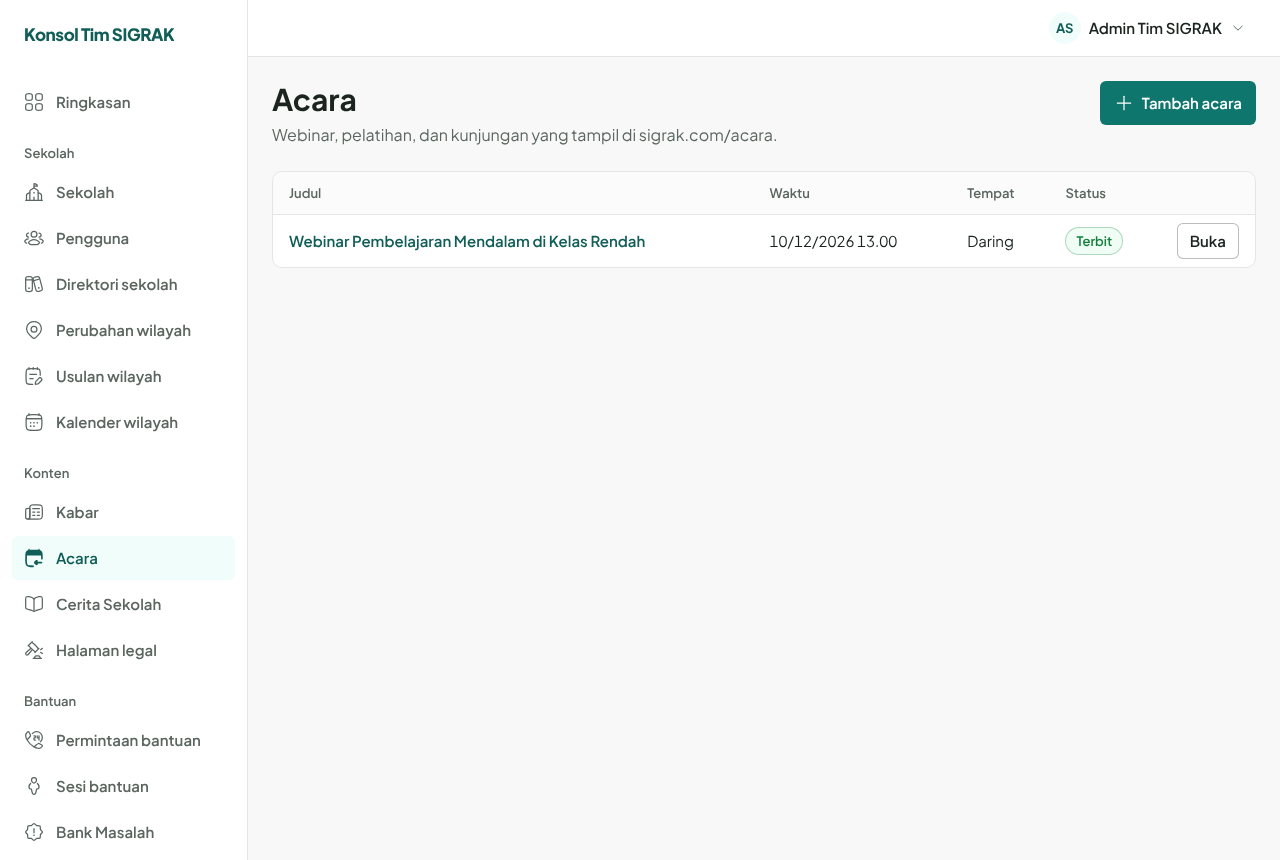 Konsol Tim SIGRAK
AS Admin Tim SIGRAK
Ringkasan
Sekolah
Sekolah
Pengguna
Direktori sekolah
Perubahan wilayah
Usulan wilayah
Kalender wilayah
Konten
Kabar
Acara
Cerita Sekolah
Halaman legal
Bantuan
Permintaan bantuan
Sesi bantuan
Bank Masalah
Acara
Tambah acara
Webinar, pelatihan, dan kunjungan yang tampil di sigrak.com/acara.
Judul Waktu Tempat Status
Webinar Pembelajaran Mendalam di Kelas Rendah 10/12/2026 13.00 Daring Terbit Buka